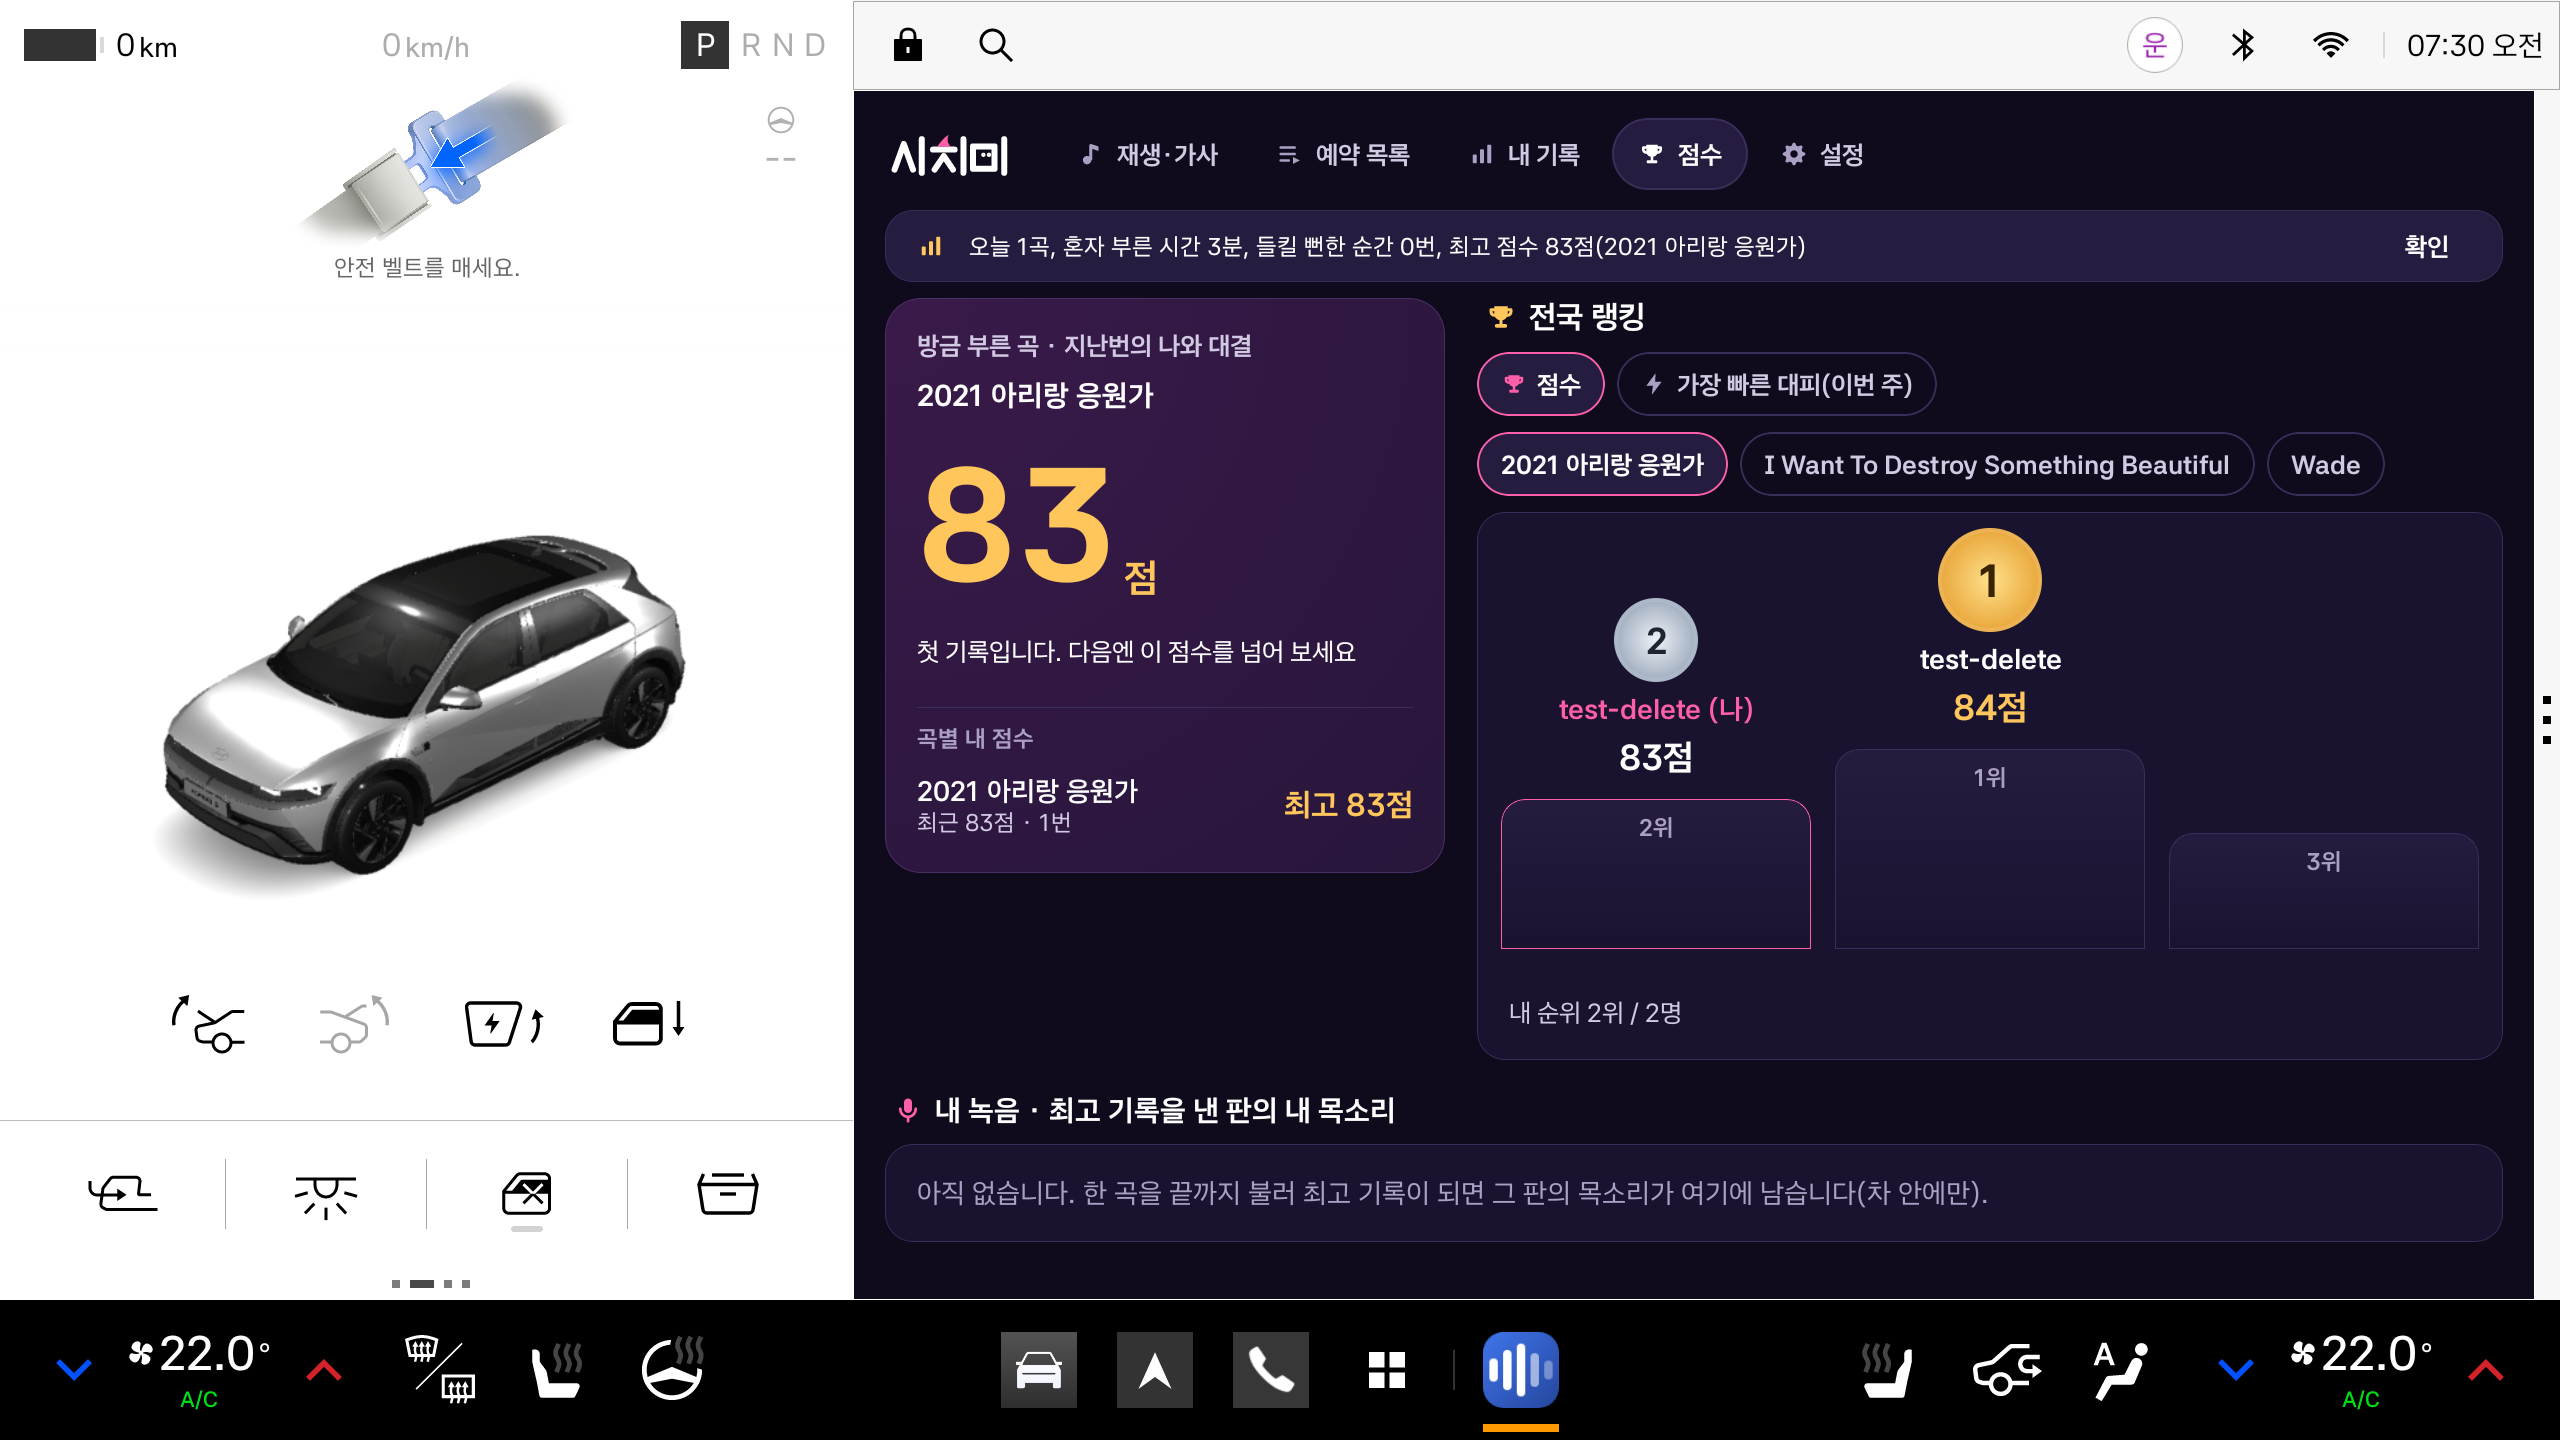 0 km
0 km/h
P R N D
안전 벨트를 매세요.
운
07:30 오전
시치미
재생·가사
예약 목록
내 기록
점수
설정
오늘 1곡, 혼자 부른 시간 3분, 들킬 뻔한 순간 0번, 최고 점수 83점(2021 아리랑 응원가)
확인
방금 부른 곡 · 지난번의 나와 대결
2021 아리랑 응원가
83점
첫 기록입니다. 다음엔 이 점수를 넘어 보세요
곡별 내 점수
2021 아리랑 응원가
최근 83점 · 1번
최고 83점
전국 랭킹
점수
가장 빠른 대피(이번 주)
2021 아리랑 응원가
I Want To Destroy Something Beautiful
Wade
2
test-delete (나)
83점
2위
1
test-delete
84점
1위
3위
내 순위 2위 / 2명
내 녹음 · 최고 기록을 낸 판의 내 목소리
아직 없습니다. 한 곡을 끝까지 불러 최고 기록이 되면 그 판의 목소리가 여기에 남습니다(차 안에만).
22.0°
A/C
A
22.0°
A/C